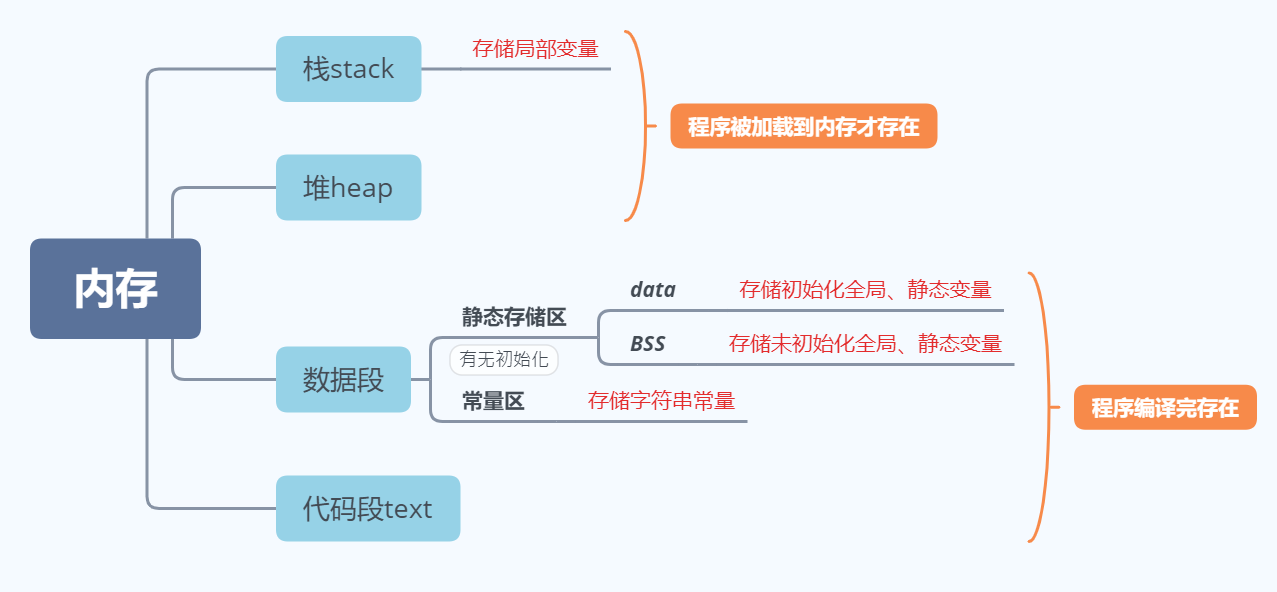 栈stack
存储局部变量
程序被加载到内存才存在
堆heap
内存
数据段
静态存储区
有无初始化
data
存储初始化全局、静态变量
BSS
存储未初始化全局、静态变量
常量区
存储字符串常量
程序编译完存在
代码段text